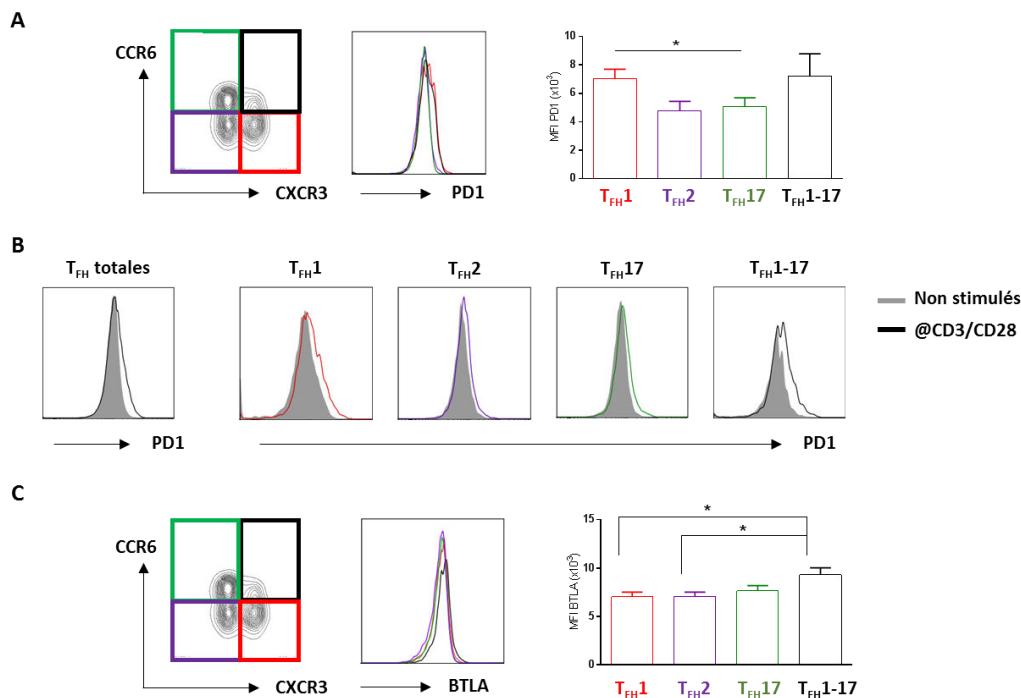 A
CCR6
CXCR3
PD1
MFI PD1 (x10³)
10
8
6
4
2
0
*
TFH1
TFH2
TFH17
TFH1-17
B
TFH totales
TFH1
TFH2
TFH17
TFH1-17
Non stimulés
@CD3/CD28
PD1
PD1
C
CCR6
CXCR3
BTLA
MFI BTLA (x10³)
15
10
5
0
*
*
TFH1
TFH2
TFH17
TFH1-17